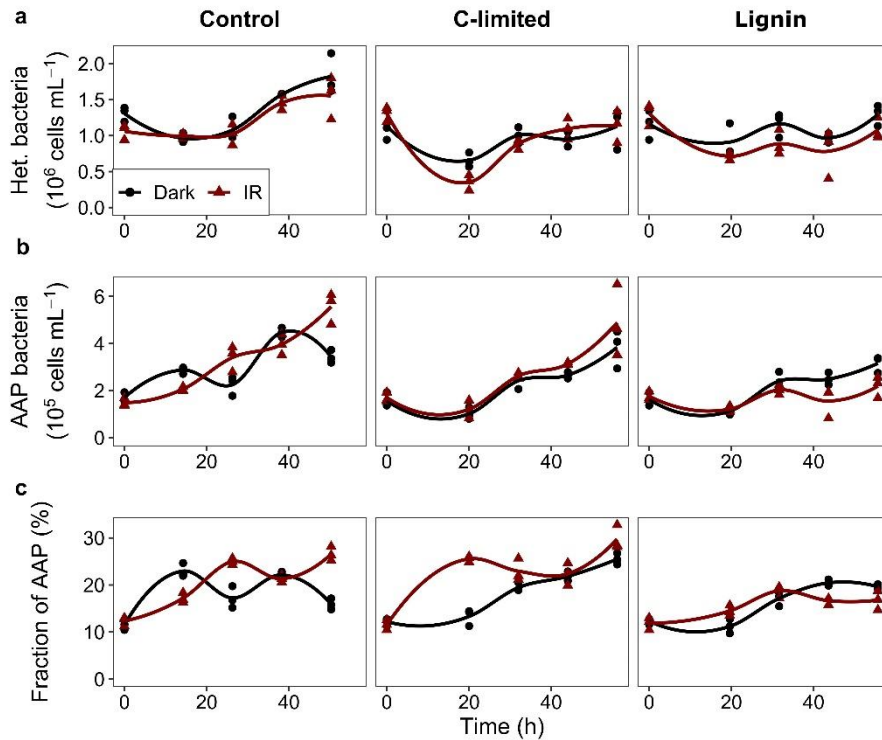 a
Control C-limited Lignin
Het. bacteria
(10⁶ cells mL⁻¹)
2.0
1.5
1.0
0.5
0.0
Dark IR
0 20 40 0 20 40 0 20 40
b
AAP bacteria
(10⁵ cells mL⁻¹)
6
4
2
0
0 20 40 0 20 40 0 20 40
c
Fraction of AAP (%)
30
20
10
0
0 20 40 0 20 40 0 20 40
Time (h)